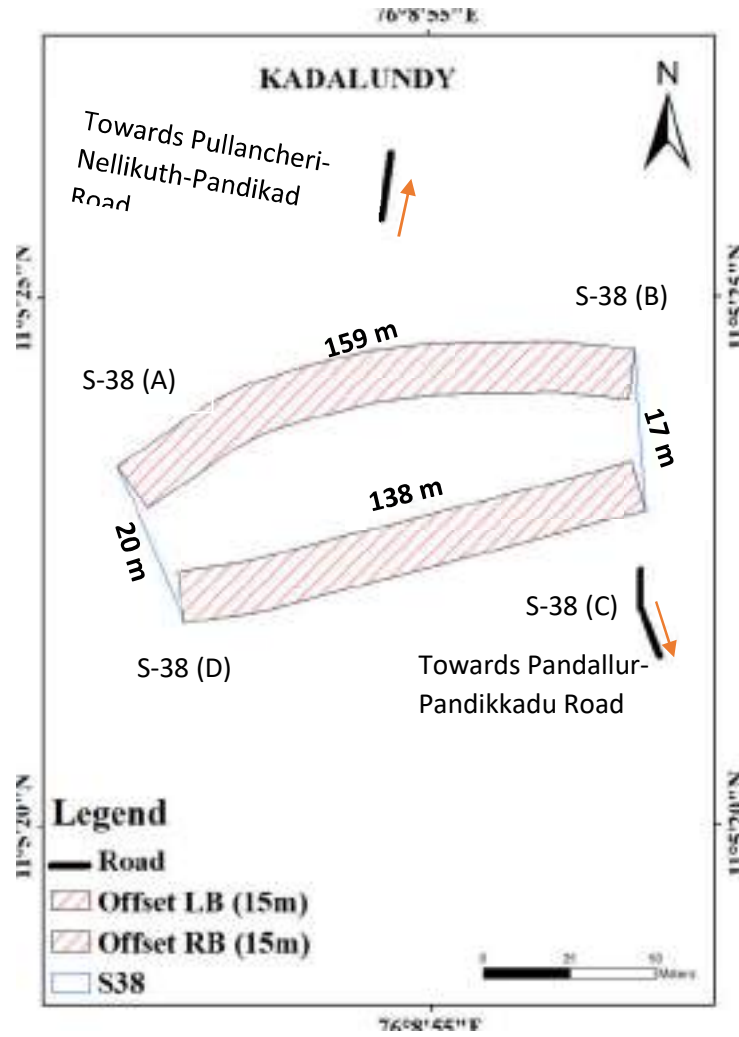 76°8'55"E
KADALUNDY
N
Towards Pullancheri-
Nellikuth-Pandikad
Road
11°5'25"N
11°5'25"N
S-38 (B)
159 m
S-38 (A)
17 m
138 m
20 m
S-38 (C)
S-38 (D)
Towards Pandallur-
Pandikkadu Road
11°5'20"N
11°5'20"N
Legend
Road
Offset LB (15m)
Offset RB (15m)
S38
0
Meters
76°8'55"E